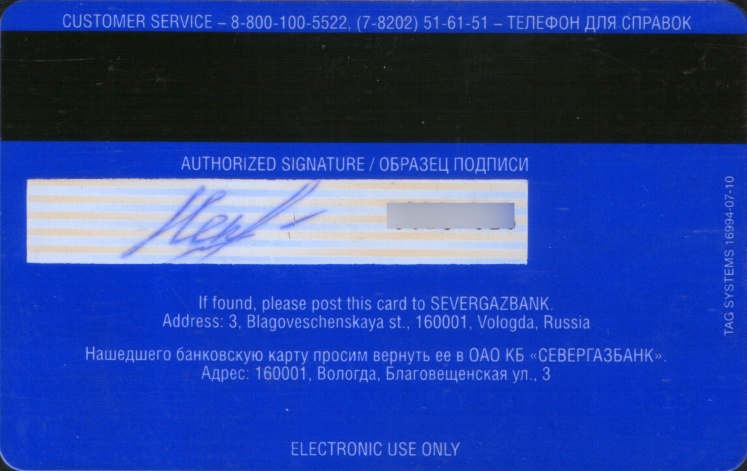 CUSTOMER SERVICE – 8-800-100-5522, (7-8202) 51-61-51 – ТЕЛЕФОН ДЛЯ СПРАВОК
AUTHORIZED SIGNATURE / ОБРАЗЕЦ ПОДПИСИ
If found, please post this card to SEVERGAZBANK.
Address: 3, Blagoveschenskaya st., 160001, Vologda, Russia
Нашедшего банковскую карту просим вернуть ее в ОАО КБ «СЕВЕРГАЗБАНК».
Адрес: 160001, Вологда, Благовещенская ул., 3
ELECTRONIC USE ONLY
TAG SYSTEMS 16994-07-10